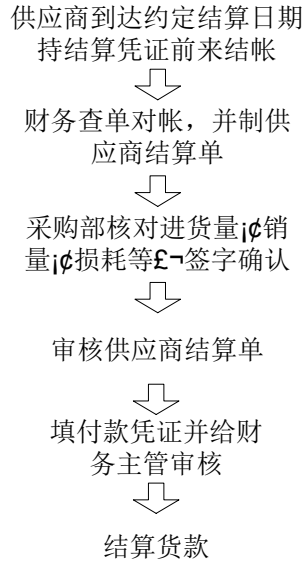 供应商到达约定结算日期
持结算凭证前来结帐
财务查单对帐，并制供
应商结算单
采购部核对进货量¡¢销
量¡¢损耗等£¬签字确认
审核供应商结算单
填付款凭证并给财
务主管审核
结算货款